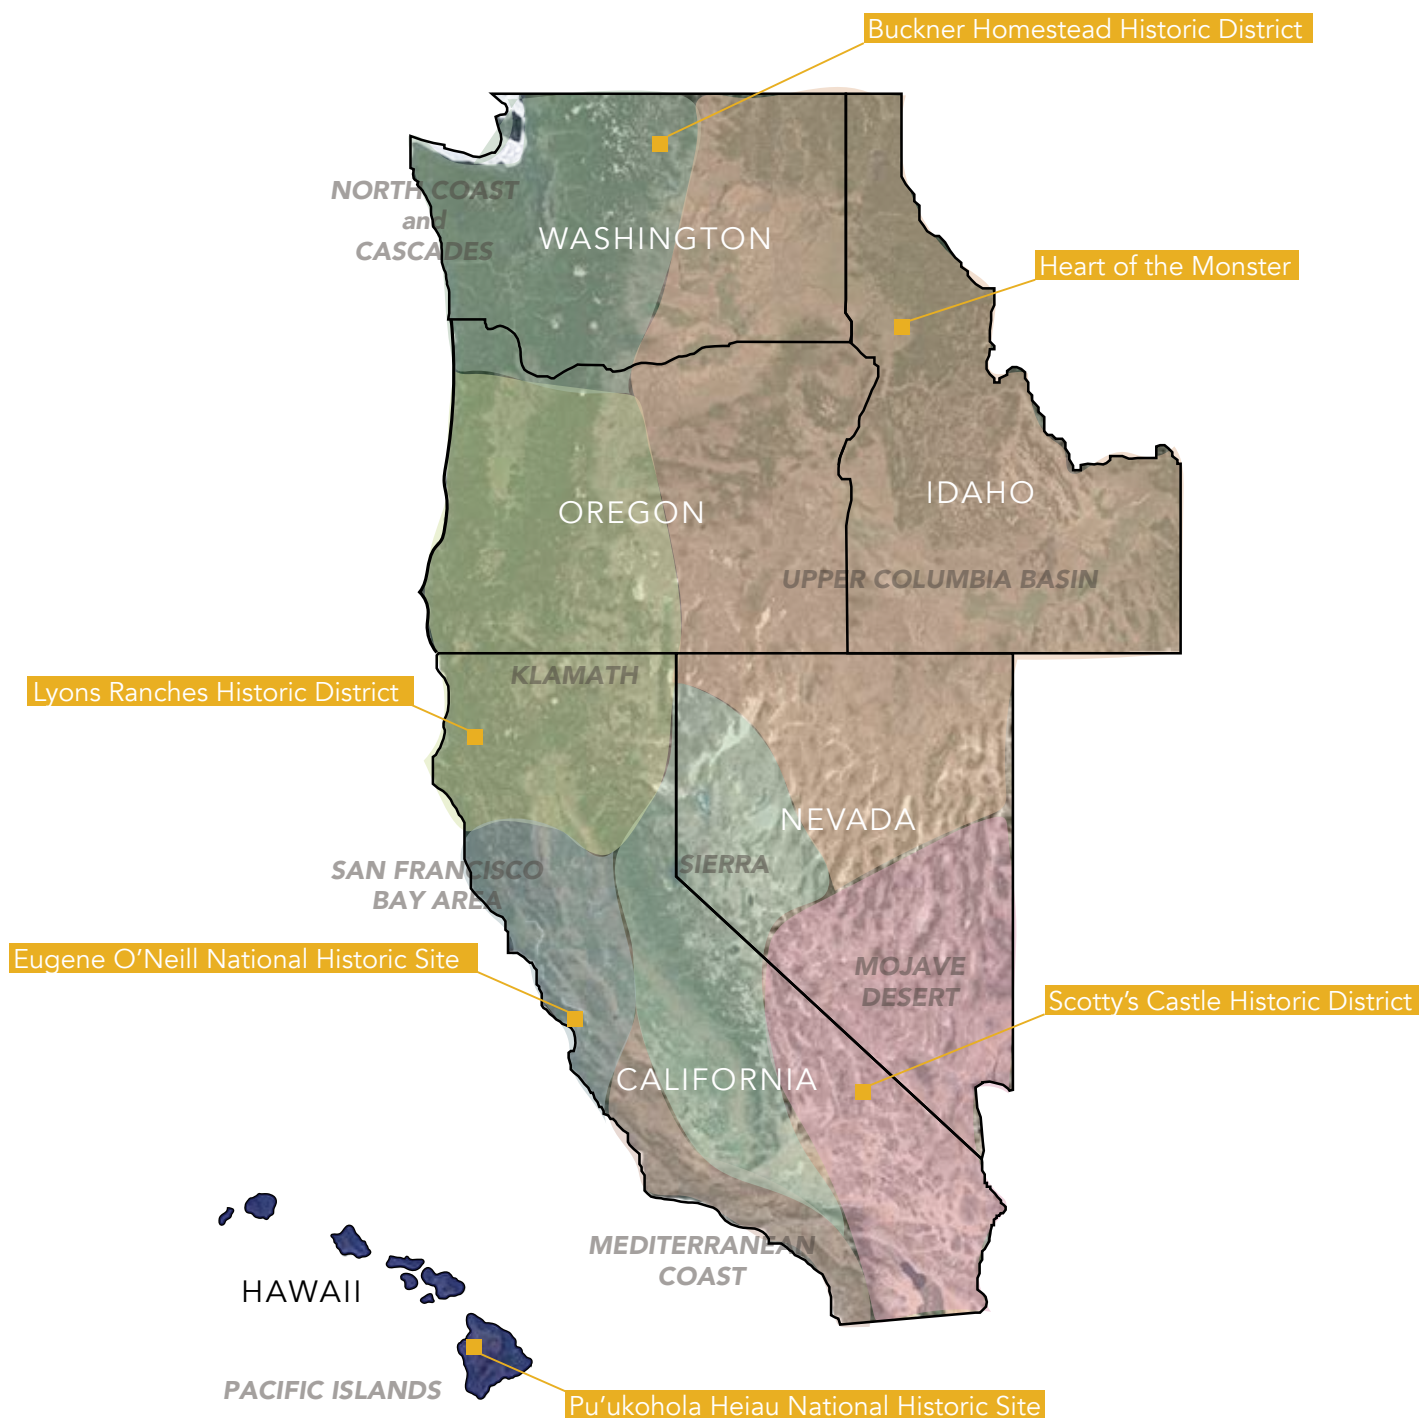 Buckner Homestead Historic District
NORTH COAST
and
CASCADES
WASHINGTON
Heart of the Monster
IDAHO
OREGON
UPPER COLUMBIA BASIN
KLAMATH
Lyons Ranches Historic District
NEVADA
SIERRA
SAN FRANCISCO
BAY AREA
Eugene O’Neill National Historic Site
MOJAVE
DESERT
Scotty’s Castle Historic District
CALIFORNIA
MEDITERRANEAN
COAST
HAWAII
PACIFIC ISLANDS
Pu’ukohola Heiau National Historic Site